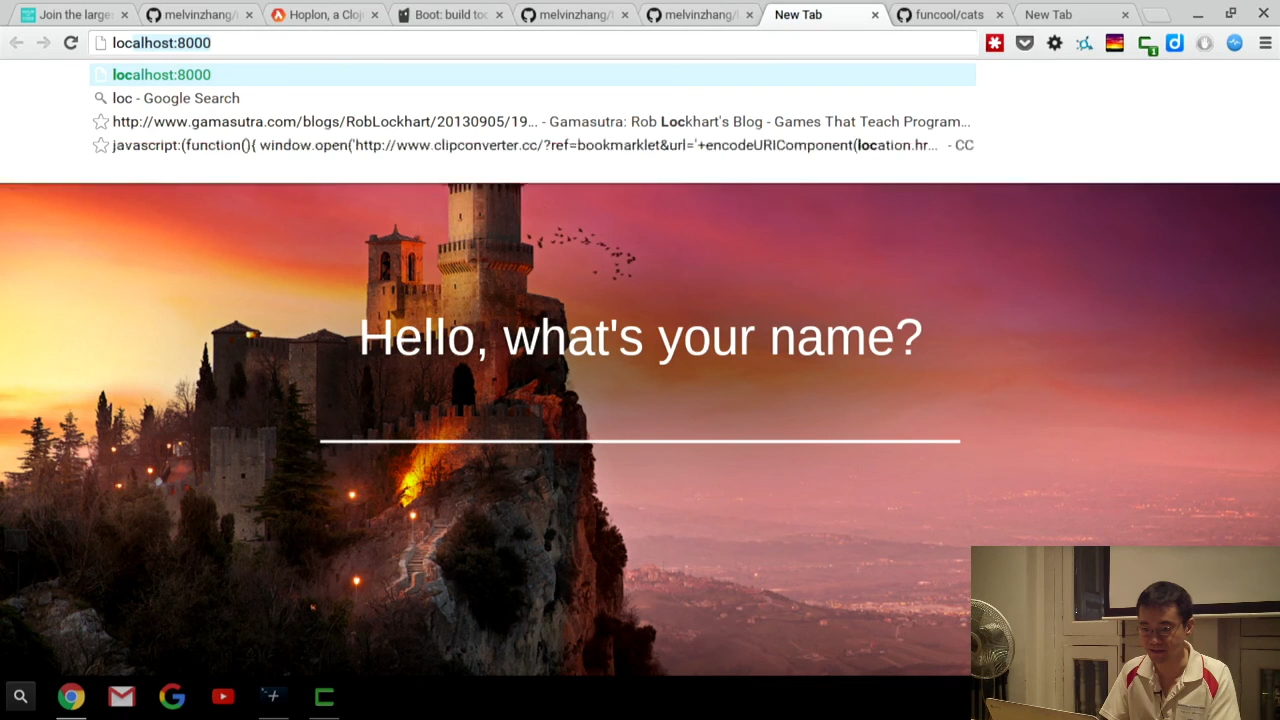 Join the large
melvinzhang/
Hoplon, a Cloj
Boot: build too
melvinzhang/
melvinzhang/
New Tab
funcool/cats
New Tab
localhost:8000
localhost:8000
loc - Google Search
http://www.gamasutra.com/blogs/RobLockhart/20130905/19... - Gamasutra: Rob Lockhart's Blog - Games That Teach Program...
javascript:(function(){ window.open('http://www.clipconverter.cc/?ref=bookmarklet&url='+encodeURIComponent(location.hr... - CC
Hello, what's your name?